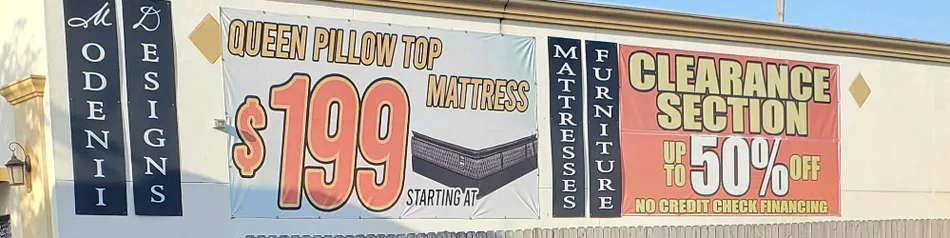 MODENII
DESIGNS
QUEEN PILLOW TOP
MATTRESS
$199
STARTING AT
MATTRESSES
FURNITURE
CLEARANCE
SECTION
UP TO 50% OFF
NO CREDIT CHECK FINANCING